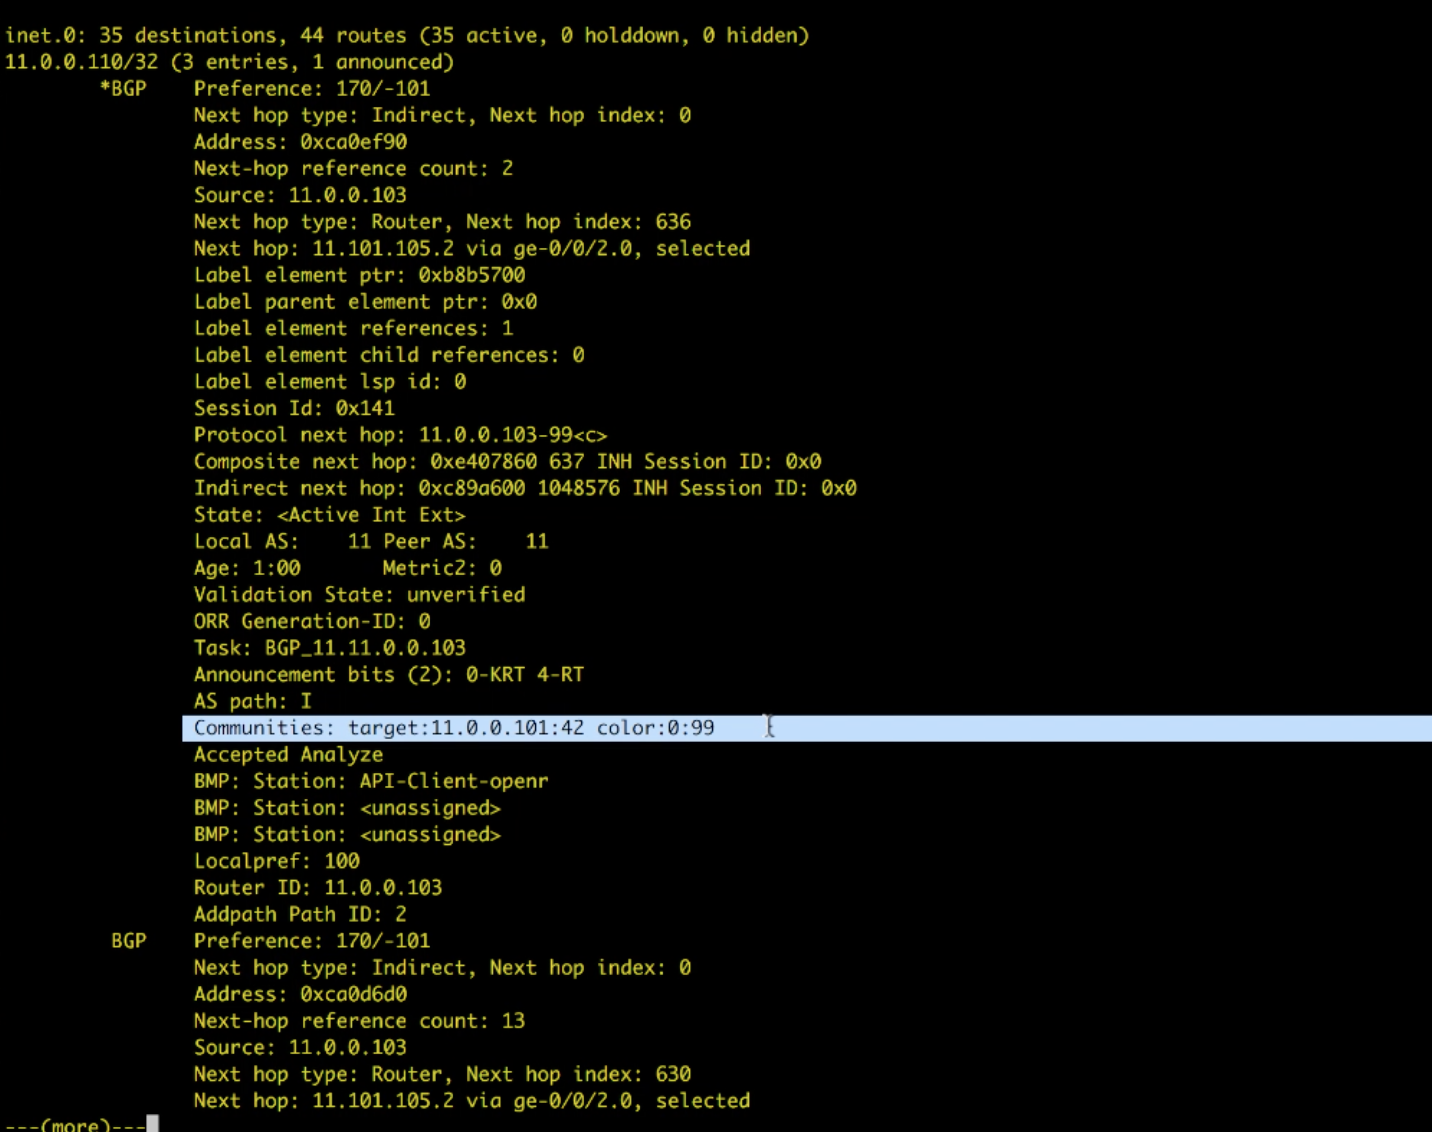 inet.0: 35 destinations, 44 routes (35 active, 0 holddown, 0 hidden)
11.0.0.110/32 (3 entries, 1 announced)
*BGP Preference: 170/-101
Next hop type: Indirect, Next hop index: 0
Address: 0xca0ef90
Next-hop reference count: 2
Source: 11.0.0.103
Next hop type: Router, Next hop index: 636
Next hop: 11.101.105.2 via ge-0/0/2.0, selected
Label element ptr: 0xb8b5700
Label parent element ptr: 0x0
Label element references: 1
Label element child references: 0
Label element lsp id: 0
Session Id: 0x141
Protocol next hop: 11.0.0.103-99<c>
Composite next hop: 0xe407860 637 INH Session ID: 0x0
Indirect next hop: 0xc89a600 1048576 INH Session ID: 0x0
State: <Active Int Ext>
Local AS: 11 Peer AS: 11
Age: 1:00 Metric2: 0
Validation State: unverified
ORR Generation-ID: 0
Task: BGP_11.11.0.0.103
Announcement bits (2): 0-KRT 4-RT
AS path: I
Communities: target:11.0.0.101:42 color:0:99
Accepted Analyze
BMP: Station: API-Client-openr
BMP: Station: <unassigned>
BMP: Station: <unassigned>
Localpref: 100
Router ID: 11.0.0.103
Addpath Path ID: 2
BGP Preference: 170/-101
Next hop type: Indirect, Next hop index: 0
Address: 0xca0d6d0
Next-hop reference count: 13
Source: 11.0.0.103
Next hop type: Router, Next hop index: 630
Next hop: 11.101.105.2 via ge-0/0/2.0, selected
---(more)---